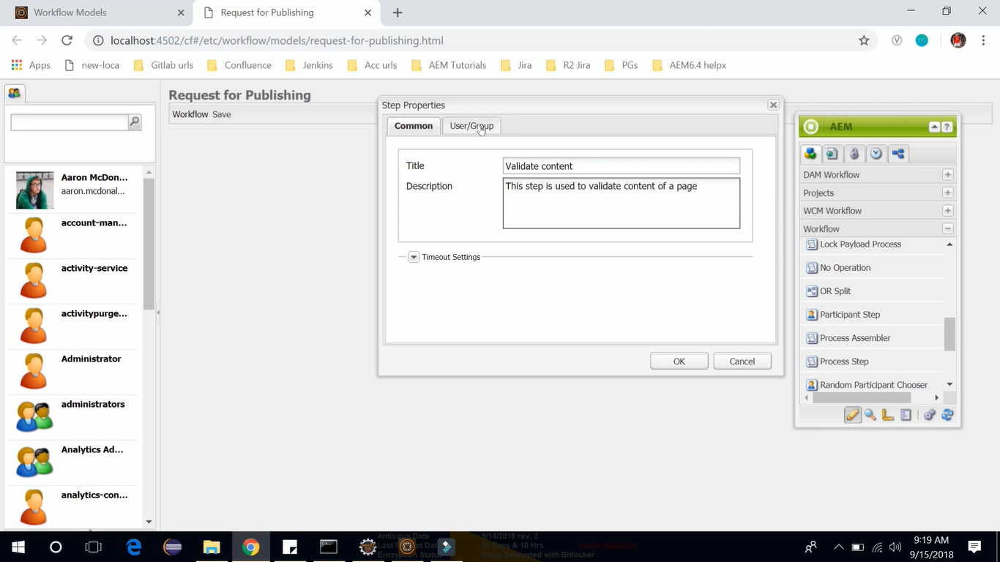 Workflow Models
Request for Publishing
localhost:4502/cf#/etc/workflow/models/request-for-publishing.html
Apps
new-loca
Gitlab urls
Confluence
Jenkins
Acc urls
AEM Tutorials
Jira
R2 Jira
PGs
AEM6.4 helpx
Request for Publishing
Workflow Save
Step Properties
Common
User/Group
Title
Validate content
Description
This step is used to validate content of a page
Timeout Settings
OK
Cancel
Aaron McDon...
aaron.mcdonal...
account-man...
activity-service
activitypurge...
Administrator
administrators
Analytics Ad...
analytics-con...
AEM
DAM Workflow
Projects
WCM Workflow
Workflow
Lock Payload Process
No Operation
OR Split
Participant Step
Process Assembler
Process Step
Random Participant Chooser
Antivirus Date
9/14/2018 rev. 2
Days & 10 Hrs
Action Required
Encryption Status
Drive Encrypted with Bitlocker
9:19 AM
9/15/2018